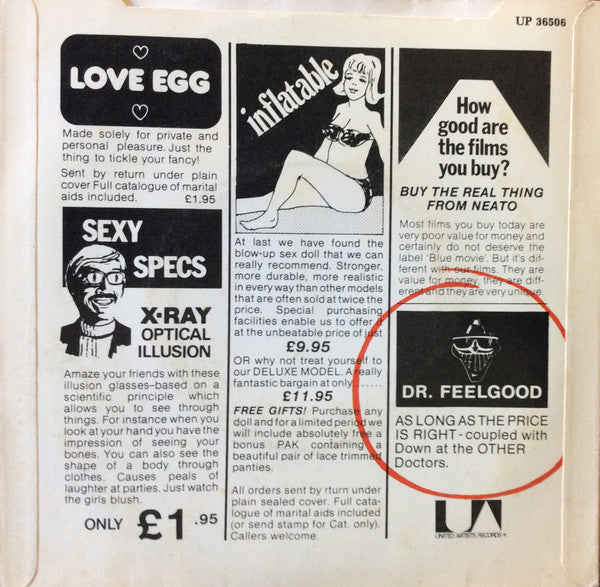 UP 36506
LOVE EGG
Made solely for private and
personal pleasure. Just the
thing to tickle your fancy!
Sent by return under plain
cover Full catalogue of marital
aids included. £1.95
SEXY
SPECS
X-RAY
OPTICAL
ILLUSION
Amaze your friends with these
illusion glasses-based on a
scientific principle which
allows you to see through
things. For instance when you
look at your hand you have the
impression of seeing your
bones. You can also see the
shape of a body through
clothes. Causes peals of
laughter at parties. Just watch
the girls blush.
ONLY £1.95
inflatable
At last we have found the
blow-up sex doll that we can
really recommend. Stronger,
more durable, more realistic
in every way than other models
that are often sold at twice the
price. Special purchasing
facilities enable us to offer it
at the unbeatable price of just
£9.95
OR why not treat yourself to
our DELUXE MODEL. A really
fantastic bargain at only......
£11.95
FREE GIFTS! Purchase any
doll and for a limited period we
will include absolutely free a
bonus PAK containing a
beautiful pair of lace trimmed
panties.
All orders sent by rturn under
plain sealed cover. Full cata-
logue of marital aids included
(or send stamp for Cat. only).
Callers welcome.
How
good are
the films
you buy?
BUY THE REAL THING
FROM NEATO
Most films you buy today are
very poor value for money and
certainly do not deserve the
label 'Blue movie'. But it's dif-
ferent with our films. They are
value for money, they are diff-
erent and they are very unique.
DR. FEELGOOD
AS LONG AS THE PRICE
IS RIGHT - coupled with
Down at the OTHER
Doctors.
UA
UNITED ARTISTS RECORDS